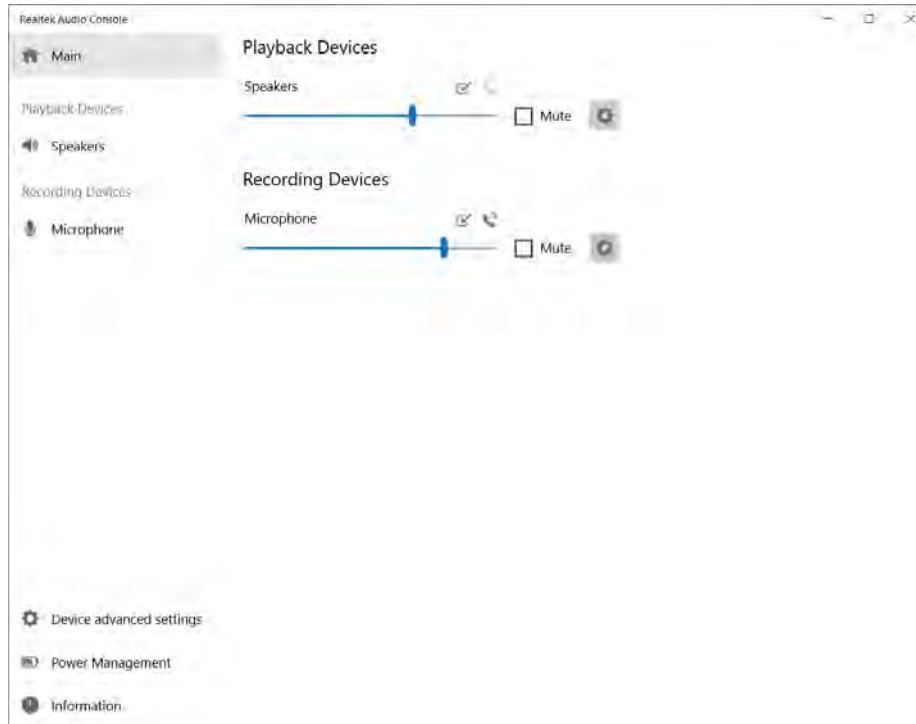 Realtek Audio Console
Main
Playback Devices
Speakers
Recording Devices
Microphone
Device advanced settings
Power Management
Information
Playback Devices
Speakers
Mute
Recording Devices
Microphone
Mute